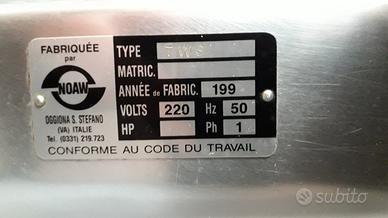 FABRIQUÉE
par
NOAW
OGGIONA S. STEFANO
(VA) ITALIE
Tel. (0331) 219.723
TYPE
MATRIC.
ANNÉE de FABRIC. 199
VOLTS 220 Hz 50
HP Ph 1
CONFORME AU CODE DU TRAVAIL
subito